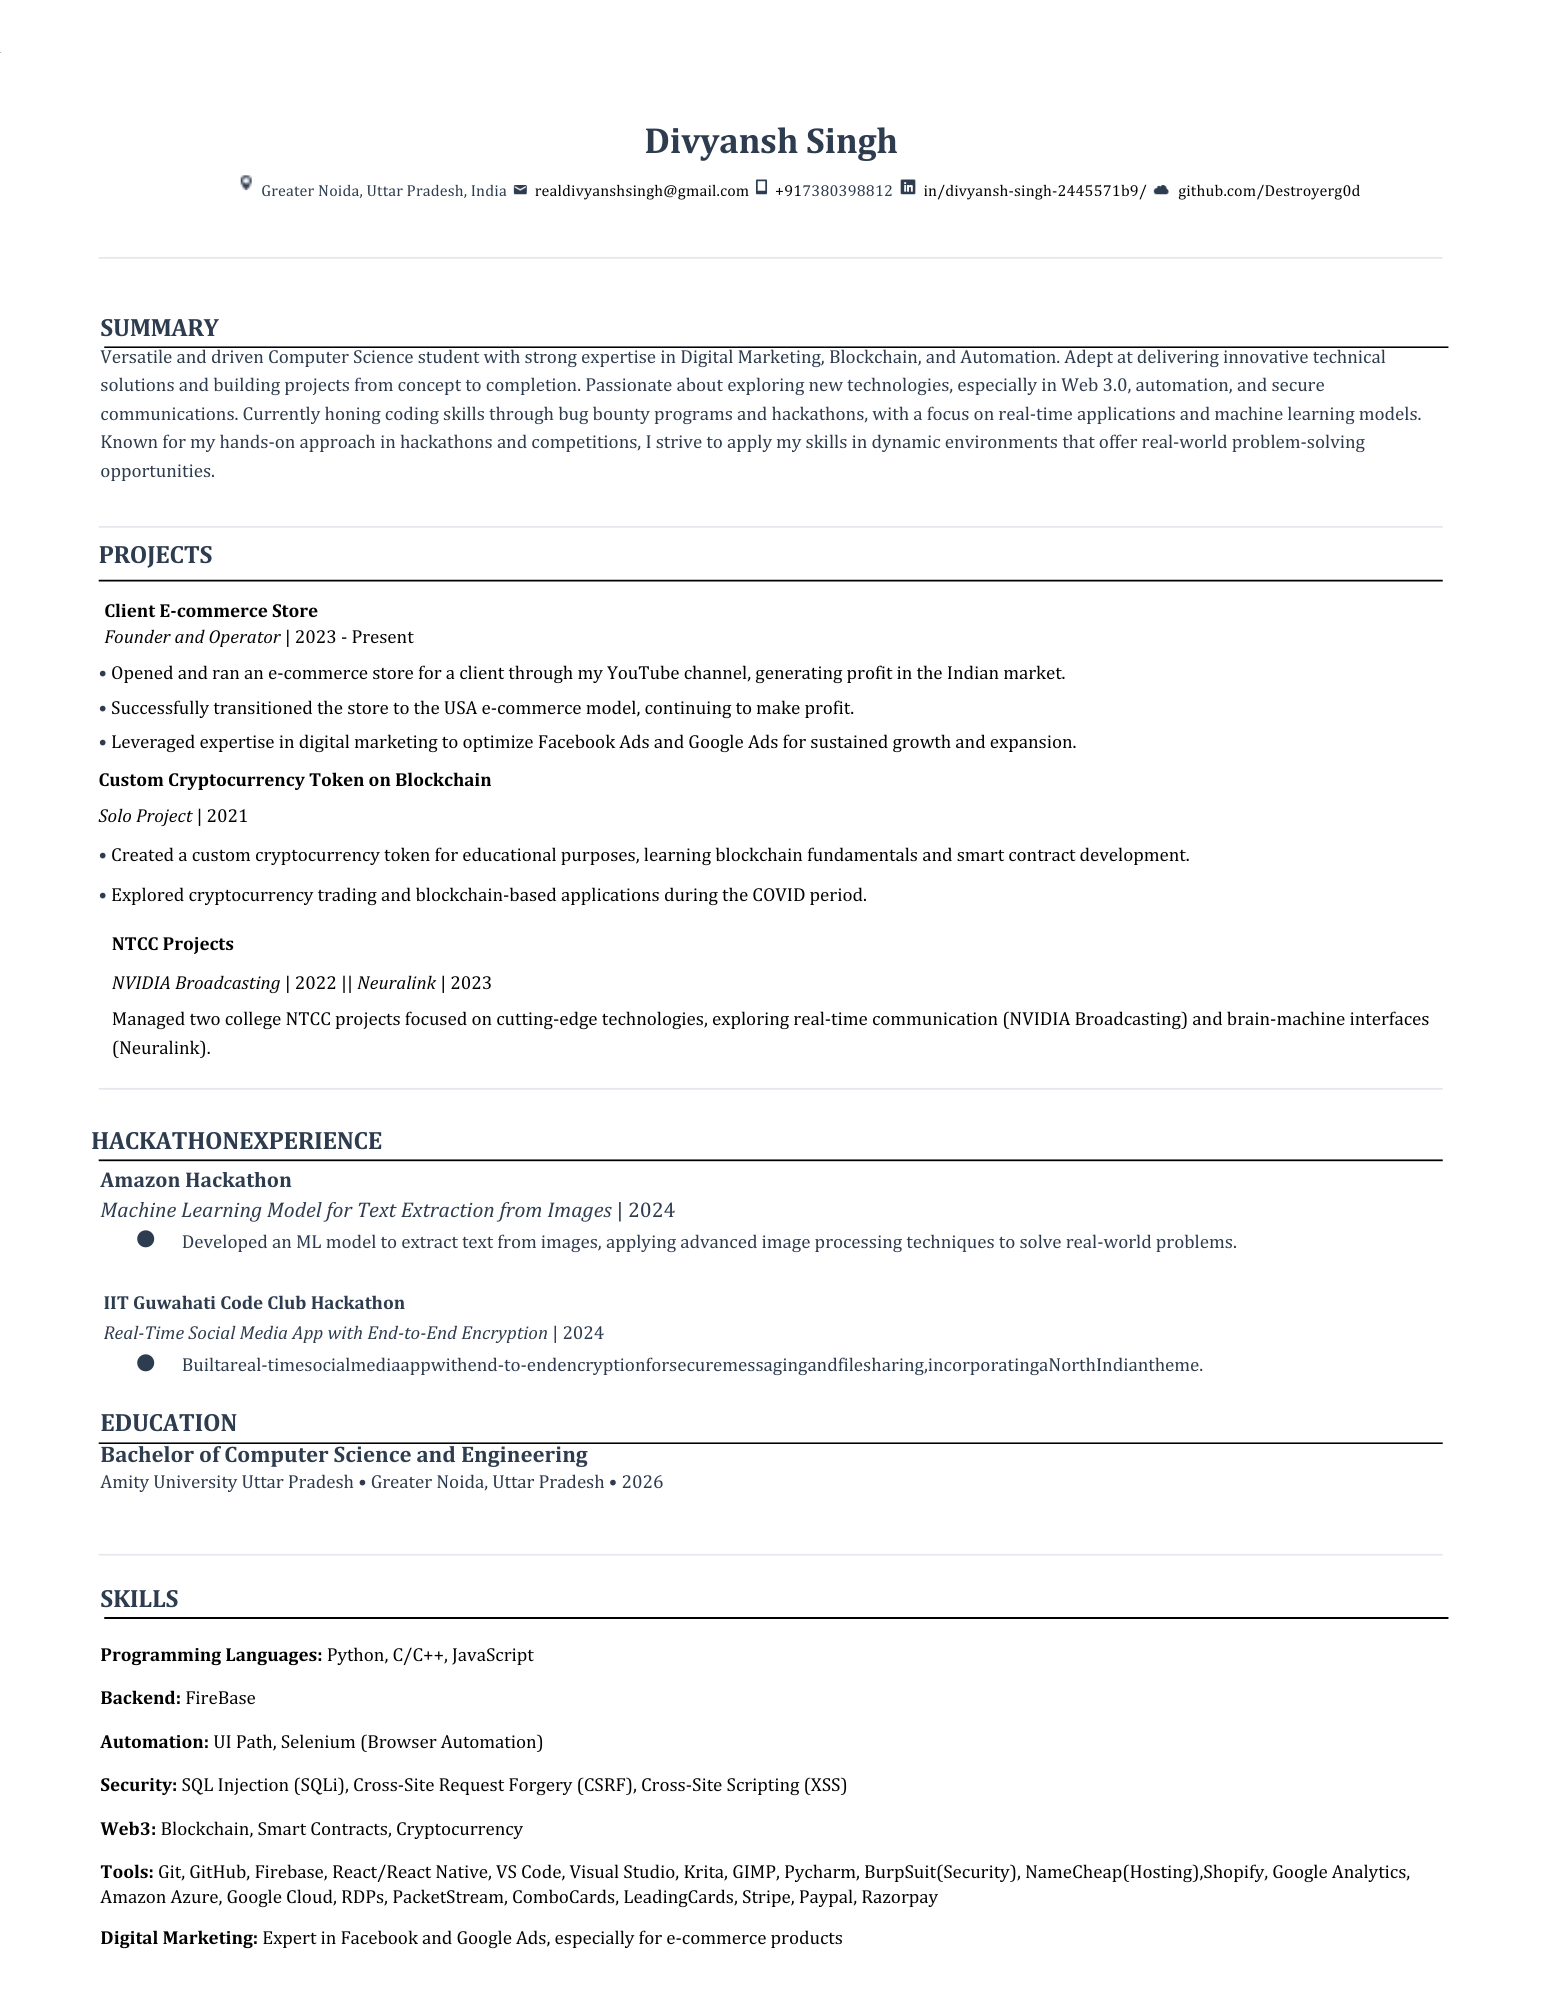 Divyansh Singh
Greater Noida, Uttar Pradesh, India realdivyanshsingh@gmail.com +917380398812 in/divyansh-singh-2445571b9/ github.com/Destroyerg0d
SUMMARY
Versatile and driven Computer Science student with strong expertise in Digital Marketing, Blockchain, and Automation. Adept at delivering innovative technical
solutions and building projects from concept to completion. Passionate about exploring new technologies, especially in Web 3.0, automation, and secure
communications. Currently honing coding skills through bug bounty programs and hackathons, with a focus on real-time applications and machine learning models.
Known for my hands-on approach in hackathons and competitions, I strive to apply my skills in dynamic environments that offer real-world problem-solving
opportunities.
PROJECTS
Client E-commerce Store
Founder and Operator | 2023 - Present
• Opened and ran an e-commerce store for a client through my YouTube channel, generating profit in the Indian market.
• Successfully transitioned the store to the USA e-commerce model, continuing to make profit.
• Leveraged expertise in digital marketing to optimize Facebook Ads and Google Ads for sustained growth and expansion.
Custom Cryptocurrency Token on Blockchain
Solo Project | 2021
• Created a custom cryptocurrency token for educational purposes, learning blockchain fundamentals and smart contract development.
• Explored cryptocurrency trading and blockchain-based applications during the COVID period.
NTCC Projects
NVIDIA Broadcasting | 2022 || Neuralink | 2023
Managed two college NTCC projects focused on cutting-edge technologies, exploring real-time communication (NVIDIA Broadcasting) and brain-machine interfaces
(Neuralink).
HACKATHONEXPERIENCE
Amazon Hackathon
Machine Learning Model for Text Extraction from Images | 2024
● Developed an ML model to extract text from images, applying advanced image processing techniques to solve real-world problems.
IIT Guwahati Code Club Hackathon
Real-Time Social Media App with End-to-End Encryption | 2024
● Builtareal-timesocialmediaappwithend-to-endencryptionforsecuremessagingandfilesharing,incorporatingaNorthIndiantheme.
EDUCATION
Bachelor of Computer Science and Engineering
Amity University Uttar Pradesh • Greater Noida, Uttar Pradesh • 2026
SKILLS
Programming Languages: Python, C/C++, JavaScript
Backend: FireBase
Automation: UI Path, Selenium (Browser Automation)
Security: SQL Injection (SQLi), Cross-Site Request Forgery (CSRF), Cross-Site Scripting (XSS)
Web3: Blockchain, Smart Contracts, Cryptocurrency
Tools: Git, GitHub, Firebase, React/React Native, VS Code, Visual Studio, Krita, GIMP, Pycharm, BurpSuit(Security), NameCheap(Hosting),Shopify, Google Analytics,
Amazon Azure, Google Cloud, RDPs, PacketStream, ComboCards, LeadingCards, Stripe, Paypal, Razorpay
Digital Marketing: Expert in Facebook and Google Ads, especially for e-commerce products